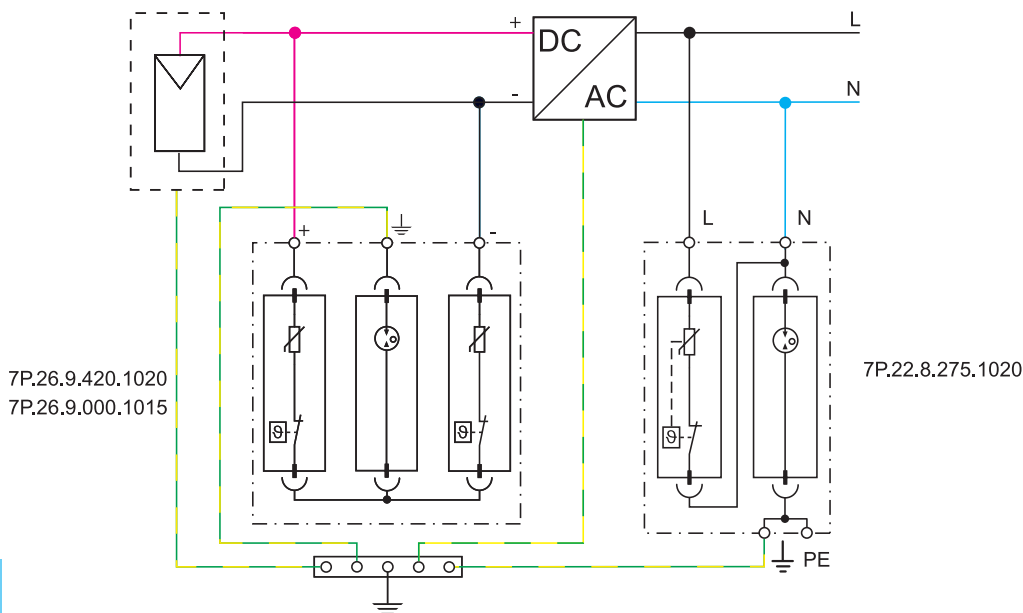 +
DC
AC
-
L
N
+
-
L
N
7P.26.9.420.1020
7P.26.9.000.1015
ϑ
ϑ
ϑ
7P.22.8.275.1020
PE